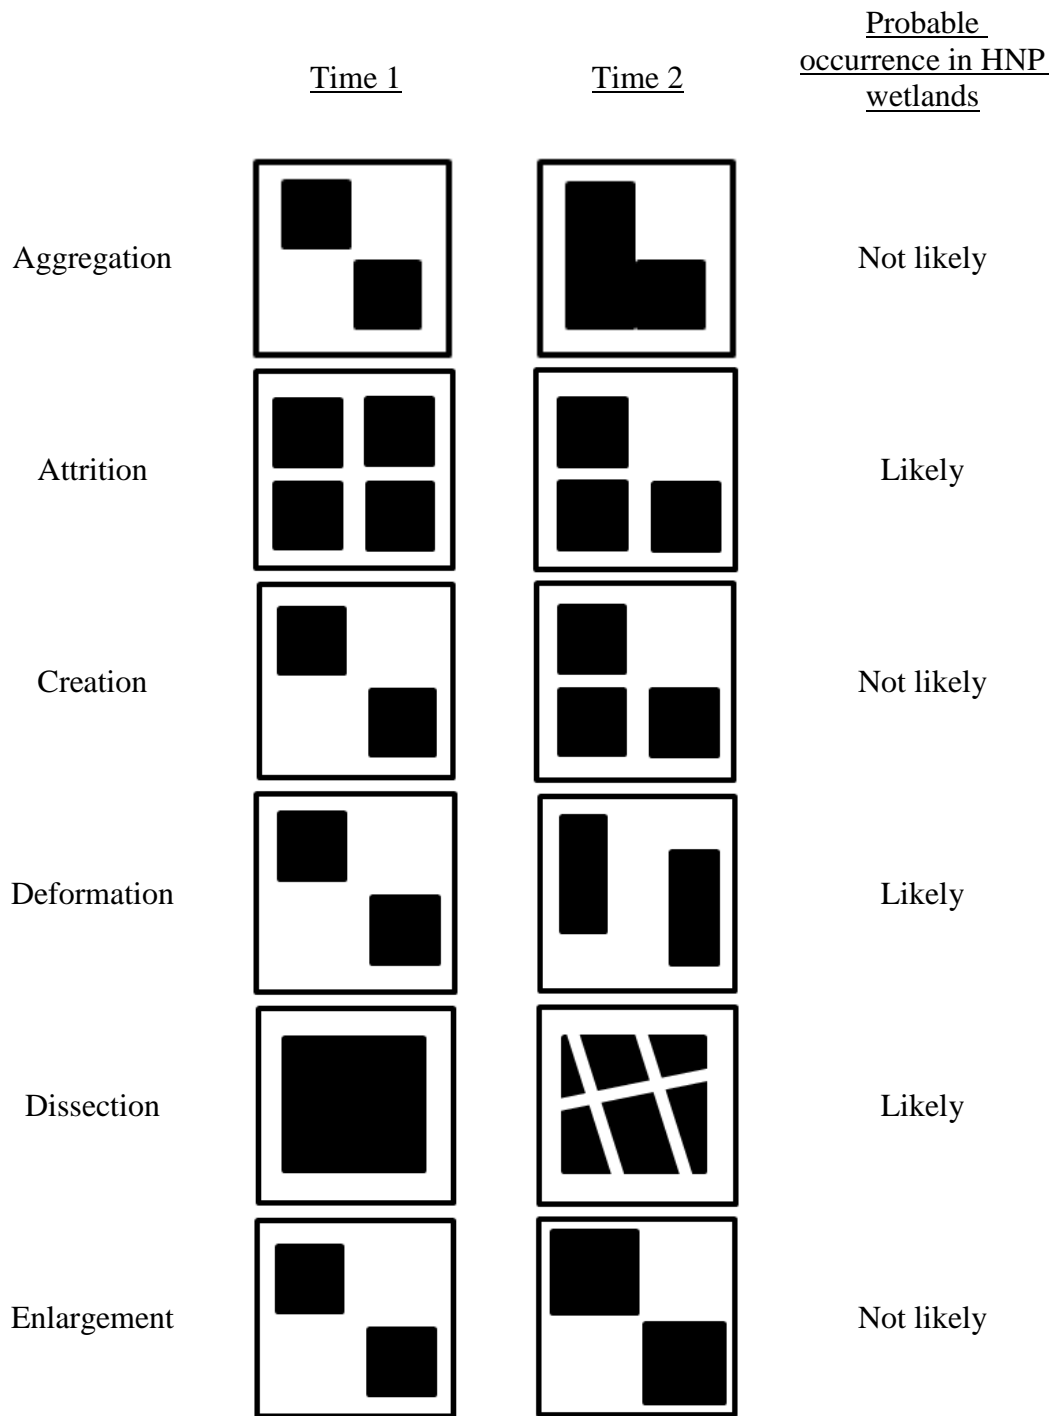 Time 1
Time 2
Probable
occurrence in HNP
wetlands
Aggregation
Not likely
Attrition
Likely
Creation
Not likely
Deformation
Likely
Dissection
Likely
Enlargement
Not likely